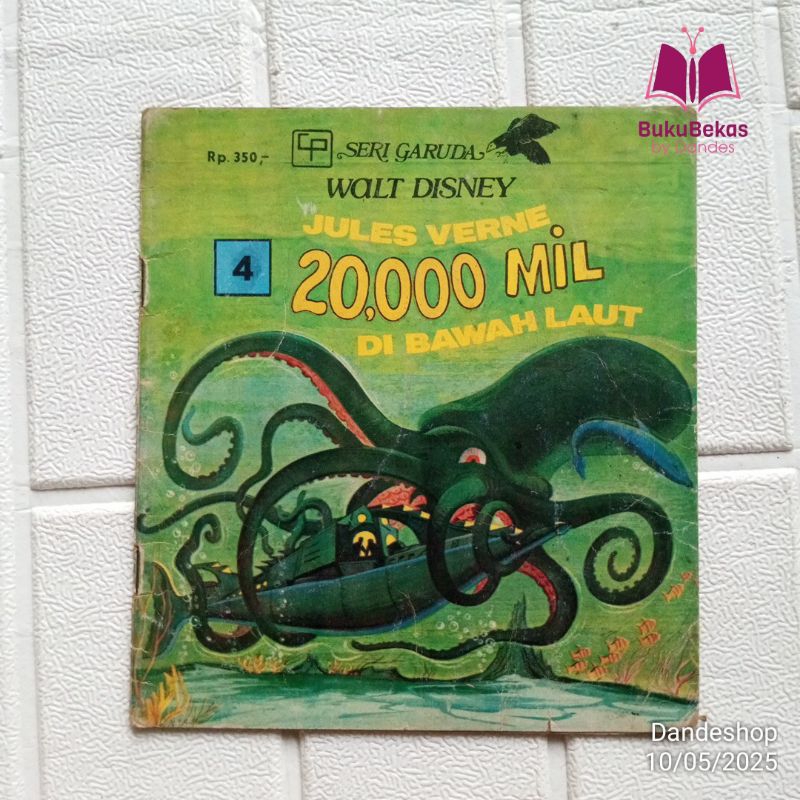 BukuBekas
by Dandes
Rp. 350,-
CP
SERI GARUDA
WALT DISNEY
JULES VERNE
4
20,000 MiL
DI BAWAH LAUT
Dandeshop
10/05/2025